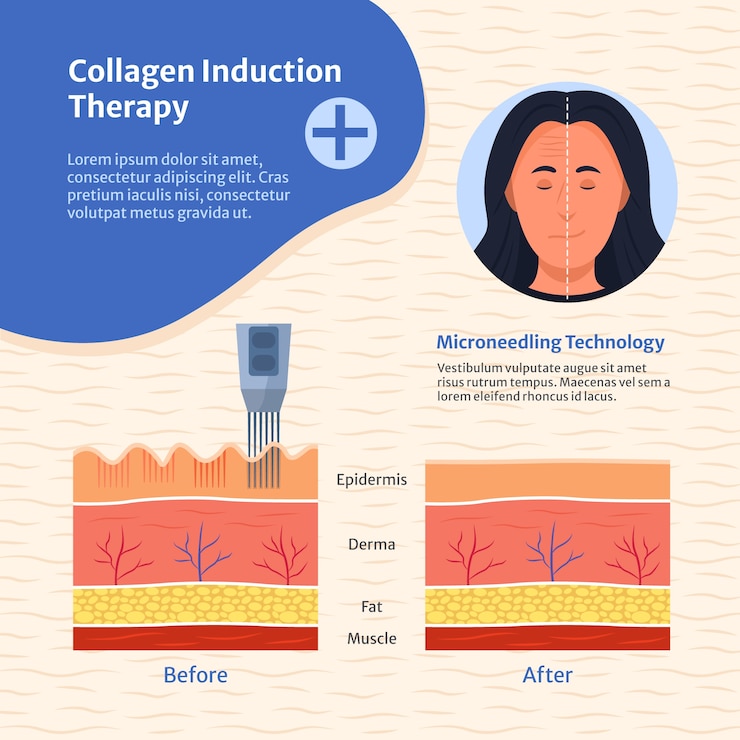 Collagen Induction
Therapy
Lorem ipsum dolor sit amet,
consectetur adipiscing elit. Cras
pretium iaculis nisi, consectetur
volutpat metus gravida ut.
Microneedling Technology
Vestibulum vulputate augue sit amet
risus rutrum tempus. Maecenas vel sem a
lorem eleifend rhoncus id lacus.
Epidermis
Derma
Fat
Muscle
Before
After